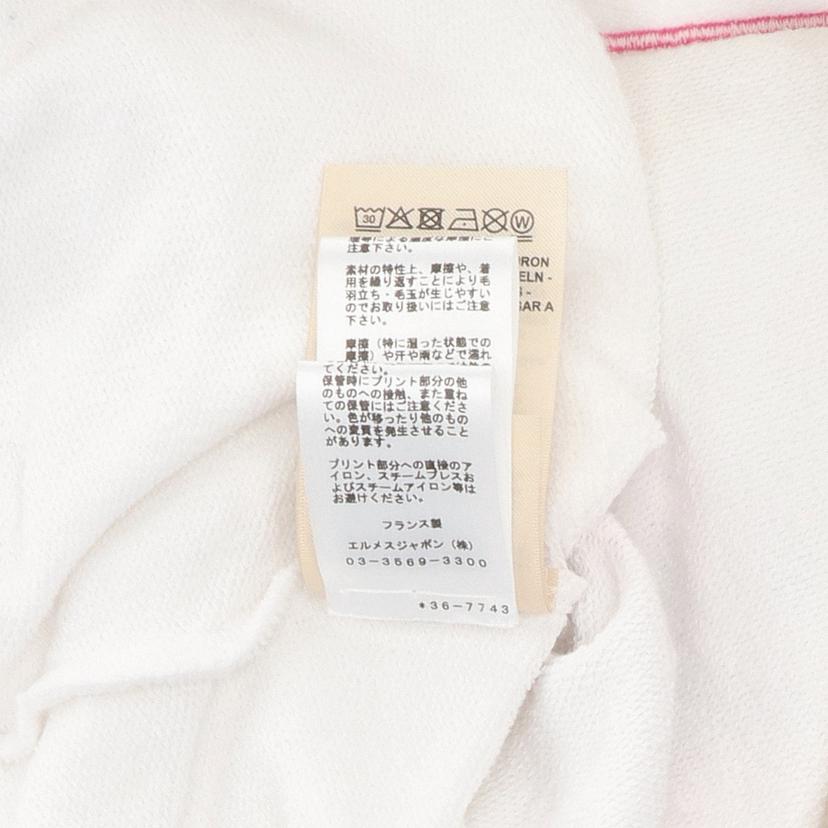 30
W
URON
ELN -
S -
GAR A
注意下さい。
素材の特性上、摩擦や、着
用を繰り返すことにより毛
羽立ち・毛玉が生じやすい
のでお取り扱いにはご注意
下さい。
摩擦(特に湿った状態での
摩擦)や汗や雨などで濡れ
てください。
保管時にプリント部分の他
のものへの接触、また重ね
ての保管にはご注意くださ
い。色が移ったり他のもの
への変質を発生させること
があります。
プリント部分への直接のア
イロン、スチームプレスお
よびスチームアイロン等は
お避けください。
フランス製
エルメスジャポン(株)
03-3569-3300
*36-7743